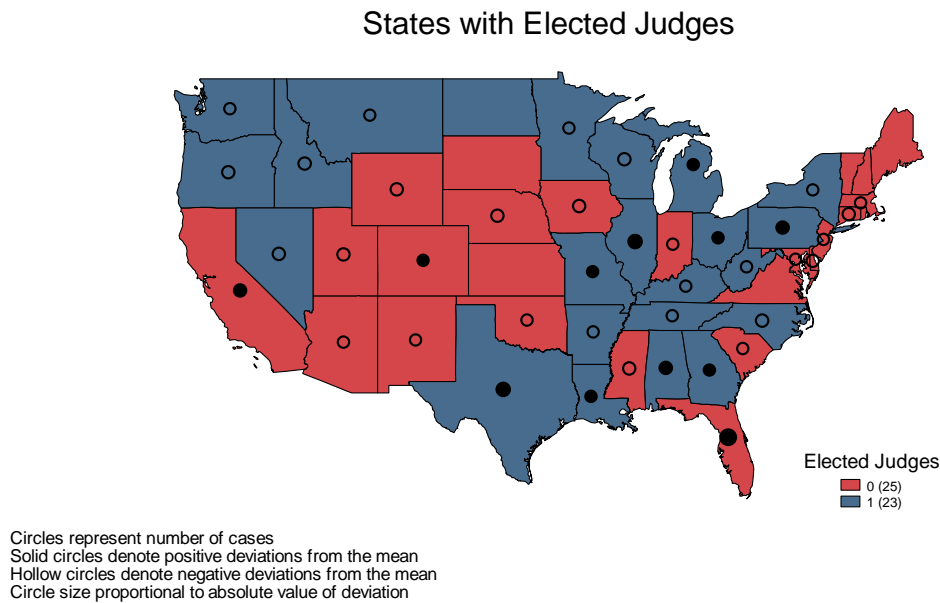 States with Elected Judges
Elected Judges
0 (25)
1 (23)
Circles represent number of cases
Solid circles denote positive deviations from the mean
Hollow circles denote negative deviations from the mean
Circle size proportional to absolute value of deviation